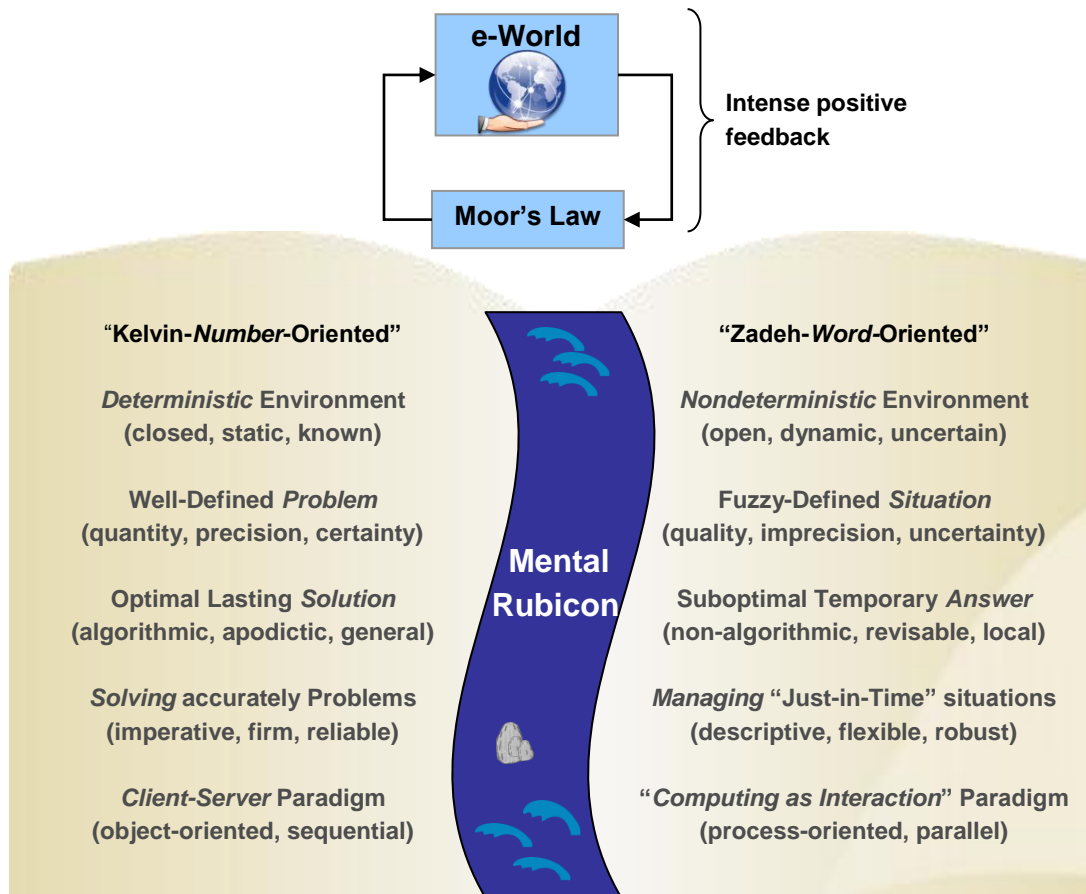 e-World
Intense positive
feedback
Moor’s Law
“Kelvin-Number-Oriented”
Deterministic Environment
(closed, static, known)
Well-Defined Problem
(quantity, precision, certainty)
Optimal Lasting Solution
(algorithmic, apodictic, general)
Solving accurately Problems
(imperative, firm, reliable)
Client-Server Paradigm
(object-oriented, sequential)
Mental
Rubicon
“Zadeh-Word-Oriented”
Nondeterministic Environment
(open, dynamic, uncertain)
Fuzzy-Defined Situation
(quality, imprecision, uncertainty)
Suboptimal Temporary Answer
(non-algorithmic, revisable, local)
Managing “Just-in-Time” situations
(descriptive, flexible, robust)
“Computing as Interaction” Paradigm
(process-oriented, parallel)